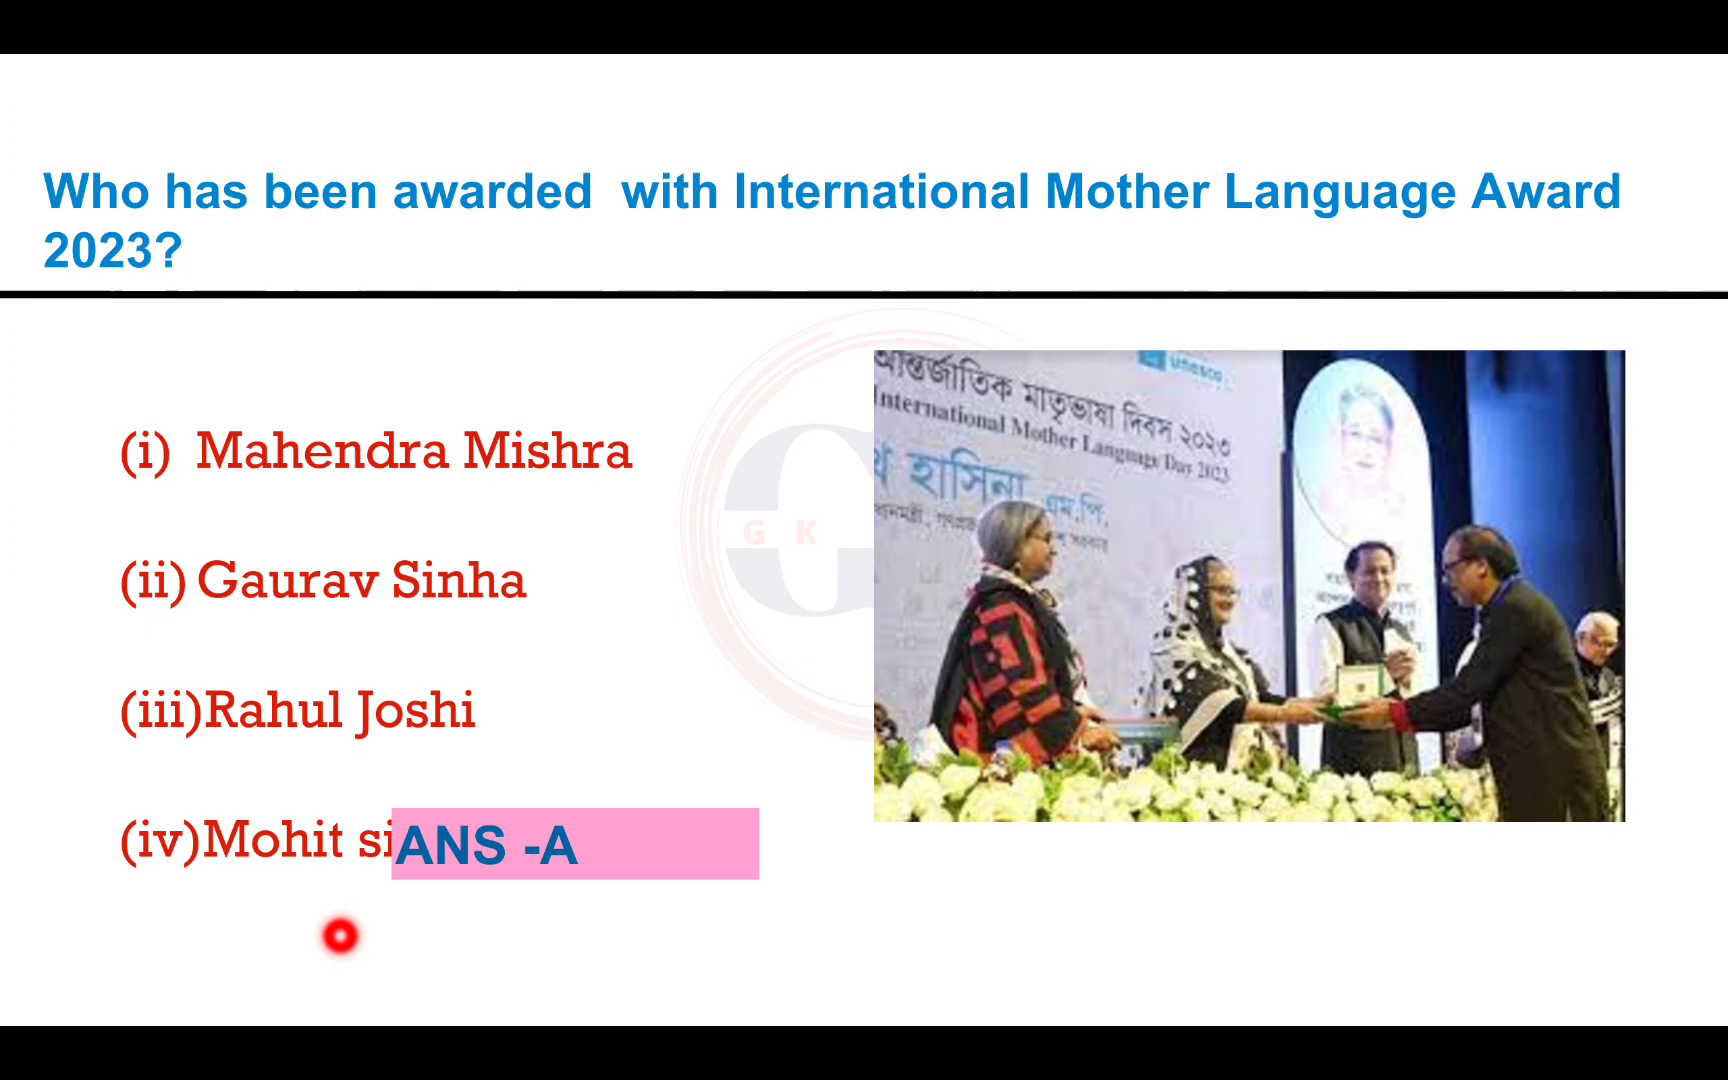 Who has been awarded with International Mother Language Award
2023?
(i) Mahendra Mishra
(ii) Gaurav Sinha
(iii)Rahul Joshi
(iv)Mohit si
ANS -A
G K
unesco
আন্তর্জাতিক মাতৃভাষা দিবস ২০২৩
International Mother Language Day 2023
হাসিনা এম.পি.